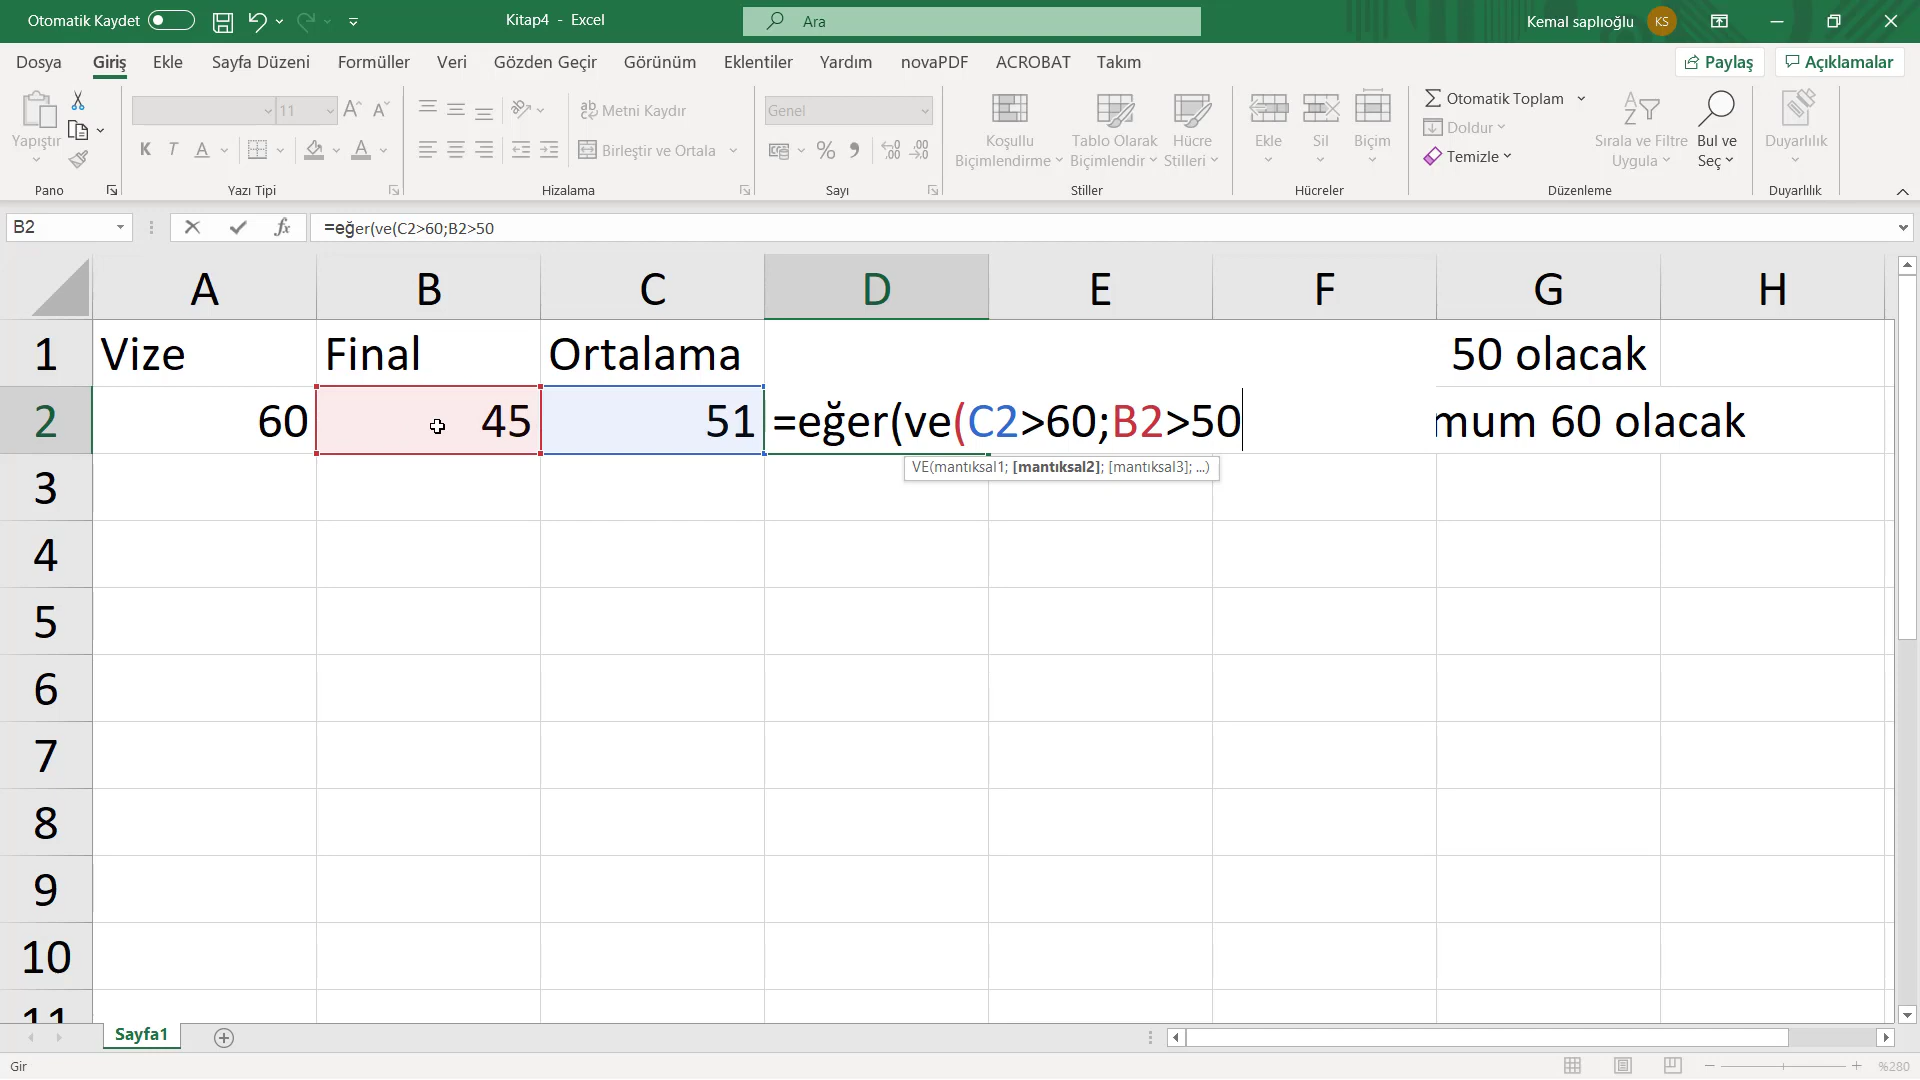 Otomatik Kaydet
Kitap4 - Excel
Ara
Kemal saplıoğlu
KS
Dosya
Giriş
Ekle
Sayfa Düzeni
Formüller
Veri
Gözden Geçir
Görünüm
Eklentiler
Yardım
novaPDF
ACROBAT
Takım
Paylaş
Açıklamalar
Yapıştır
11
K T A
A
Metni Kaydır
Birleştir ve Ortala
Genel
%
Koşullu
Biçimlendirme
Tablo Olarak
Biçimlendir
Hücre
Stilleri
Ekle
Sil
Biçim
Otomatik Toplam
Doldur
Temizle
Sırala ve Filtre
Uygula
Bul ve
Seç
Duyarlılık
Pano
Yazı Tipi
Hizalama
Sayı
Stiller
Hücreler
Düzenleme
Duyarlılık
B2
fx
=eğer(ve(C2>60;B2>50
A B C D E F G H
1 Vize Final Ortalama 50 olacak
2 60 45 51 =eğer(ve(C2>60;B2>50 mum 60 olacak
VE(mantıksal1; [mantıksal2]; [mantıksal3]; ...)
3
4
5
6
7
8
9
10
11
Sayfa1
Gir
%280